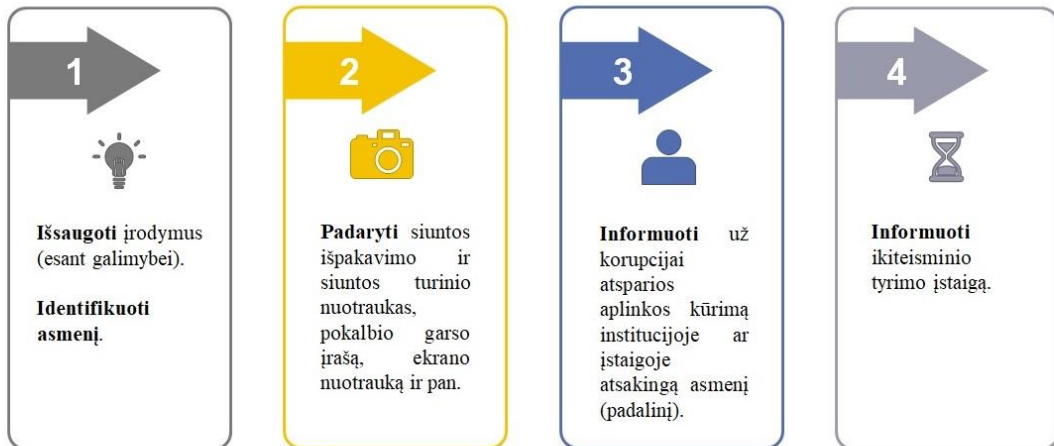 1
Išsaugoti įrodymus
(esant galimybei).
Identifikuoti
asmenį.
2
Padaryti siuntos
išpakavimo ir
siuntos turinio
nuotraukas,
pokalbio garso
įrašą, ekrano
nuotrauką ir pan.
3
Informuoti už
korupcijai
atsparios
aplinkos kūrimą
institucijoje ar
įstaigoje
atsakingą asmenį
(padalinį).
4
Informuoti
ikiteisminio
tyrimo įstaigą.